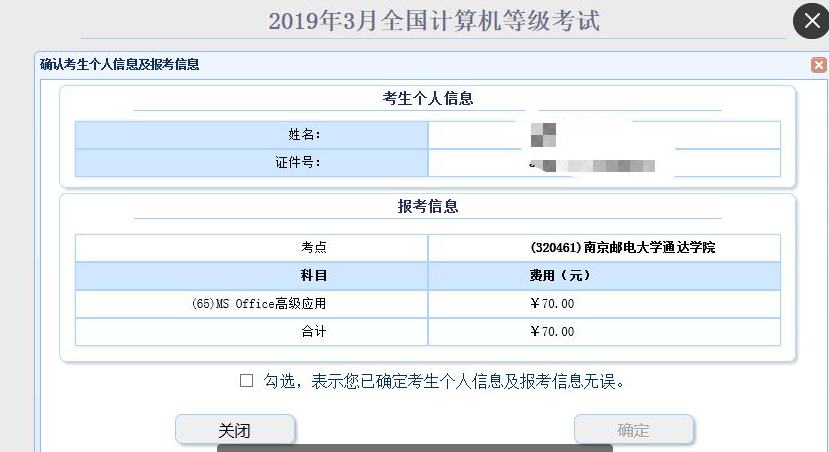 2019年3月全国计算机等级考试
确认考生个人信息及报考信息
考生个人信息
姓名：
证件号：
报考信息
考点 (320461)南京邮电大学通达学院
科目 费用（元）
(65)MS Office高级应用 ￥70.00
合计 ￥70.00
勾选，表示您已确定考生个人信息及报考信息无误。
关闭 确定